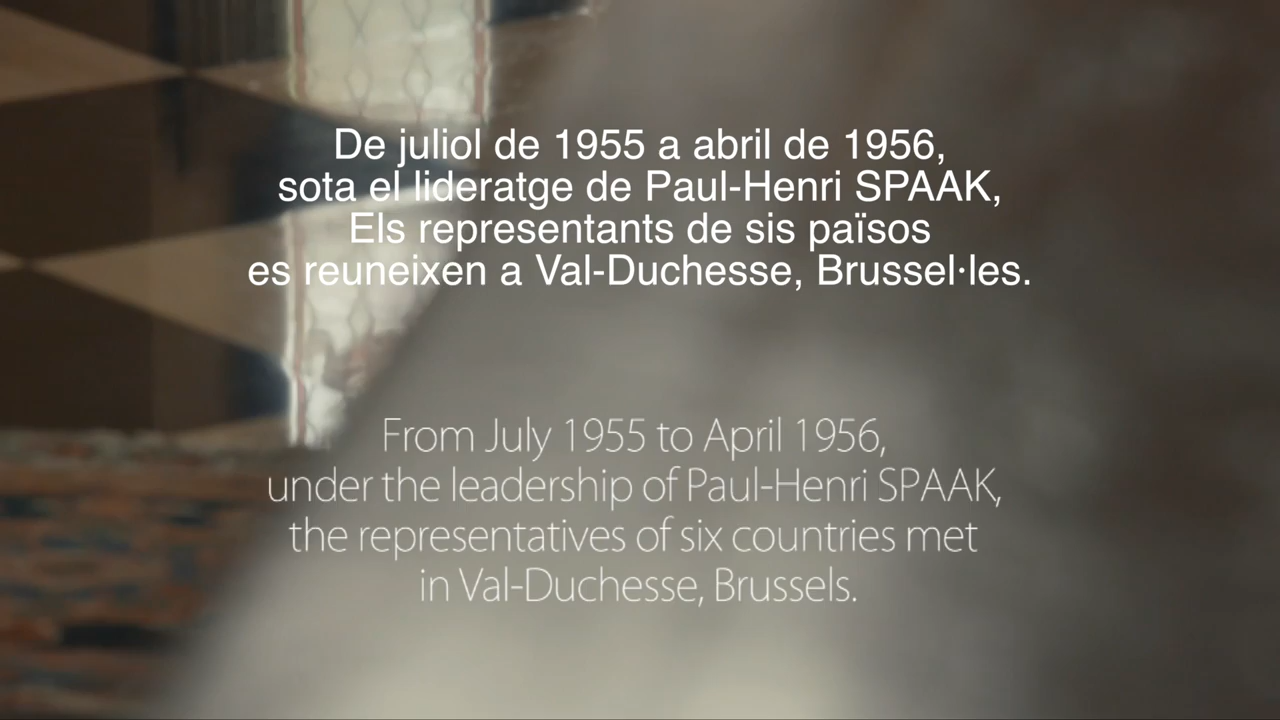 De juliol de 1955 a abril de 1956,
sota el lideratge de Paul-Henri SPAAK,
Els representants de sis països
es reuneixen a Val-Duchesse, Brussel·les.
From July 1955 to April 1956,
under the leadership of Paul-Henri SPAAK,
the representatives of six countries met
in Val-Duchesse, Brussels.